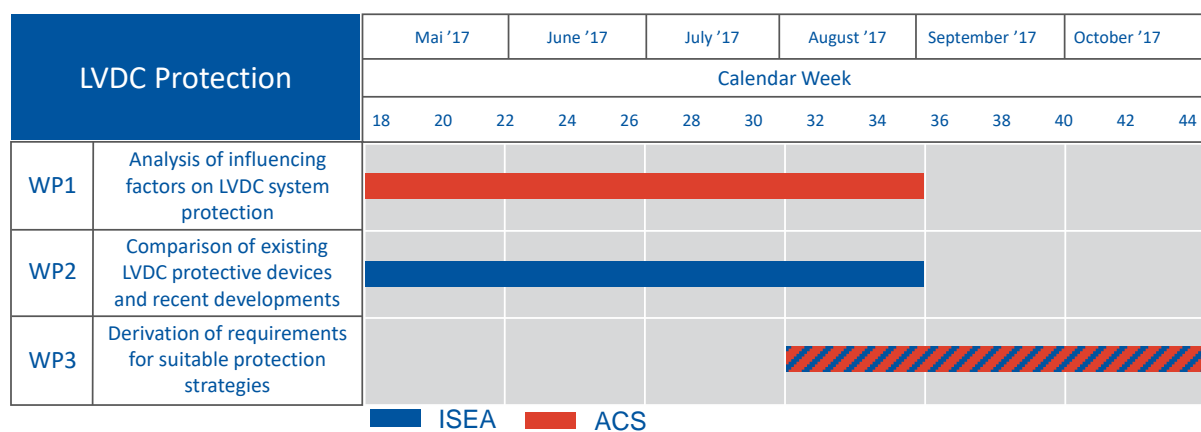 LVDC Protection
Mai ’17 June ’17 July ’17 August ’17 September ’17 October ’17
Calendar Week
18 20 22 24 26 28 30 32 34 36 38 40 42 44
WP1
Analysis of influencing
factors on LVDC system
protection
WP2
Comparison of existing
LVDC protective devices
and recent developments
WP3
Derivation of requirements
for suitable protection
strategies
ISEA ACS